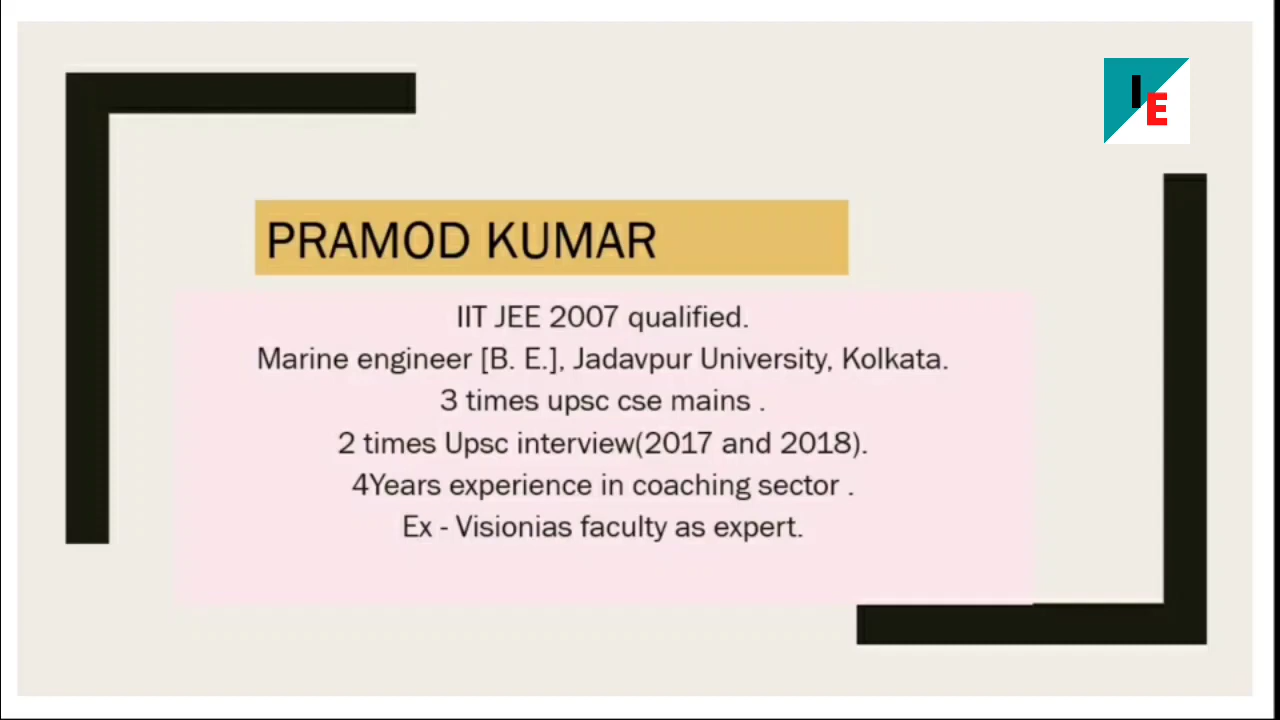 IE
PRAMOD KUMAR
IIT JEE 2007 qualified.
Marine engineer [B. E.], Jadavpur University, Kolkata.
3 times upsc cse mains .
2 times Upsc interview(2017 and 2018).
4Years experience in coaching sector .
Ex - Visionias faculty as expert.